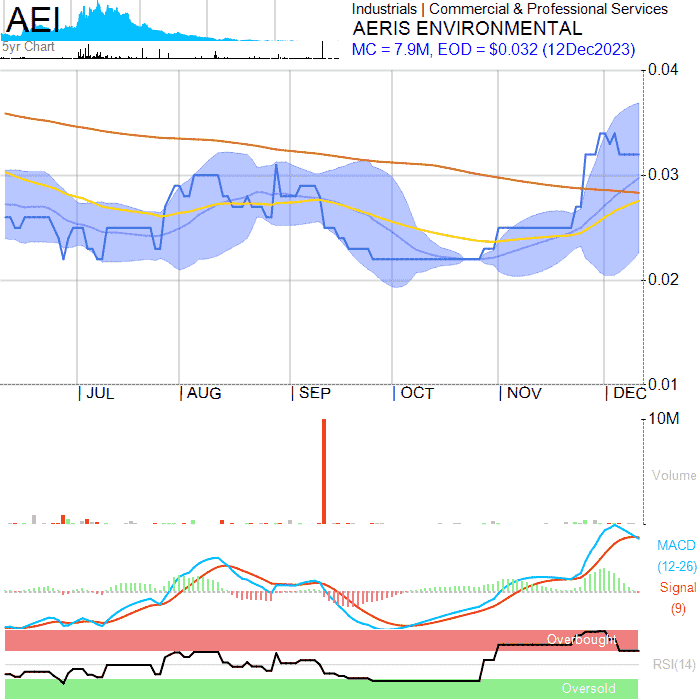 AEI
5yr Chart
Industrials | Commercial & Professional Services
AERIS ENVIRONMENTAL
MC = 7.9M, EOD = $0.032 (12Dec2023)
0.04
0.03
0.02
0.01
| JUL | AUG | SEP | OCT | NOV | DEC
10M
Volume
MACD
(12-26)
Signal
(9)
Overbought
RSI(14)
Oversold